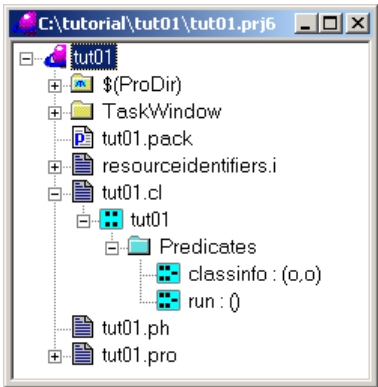 C:\tutorial\tut01\tut01.prj6
tut01
$(ProDir)
TaskWindow
tut01.pack
resourceidentifiers.i
tut01.cl
tut01
Predicates
classinfo : (o,o)
run : ()
tut01.ph
tut01.pro